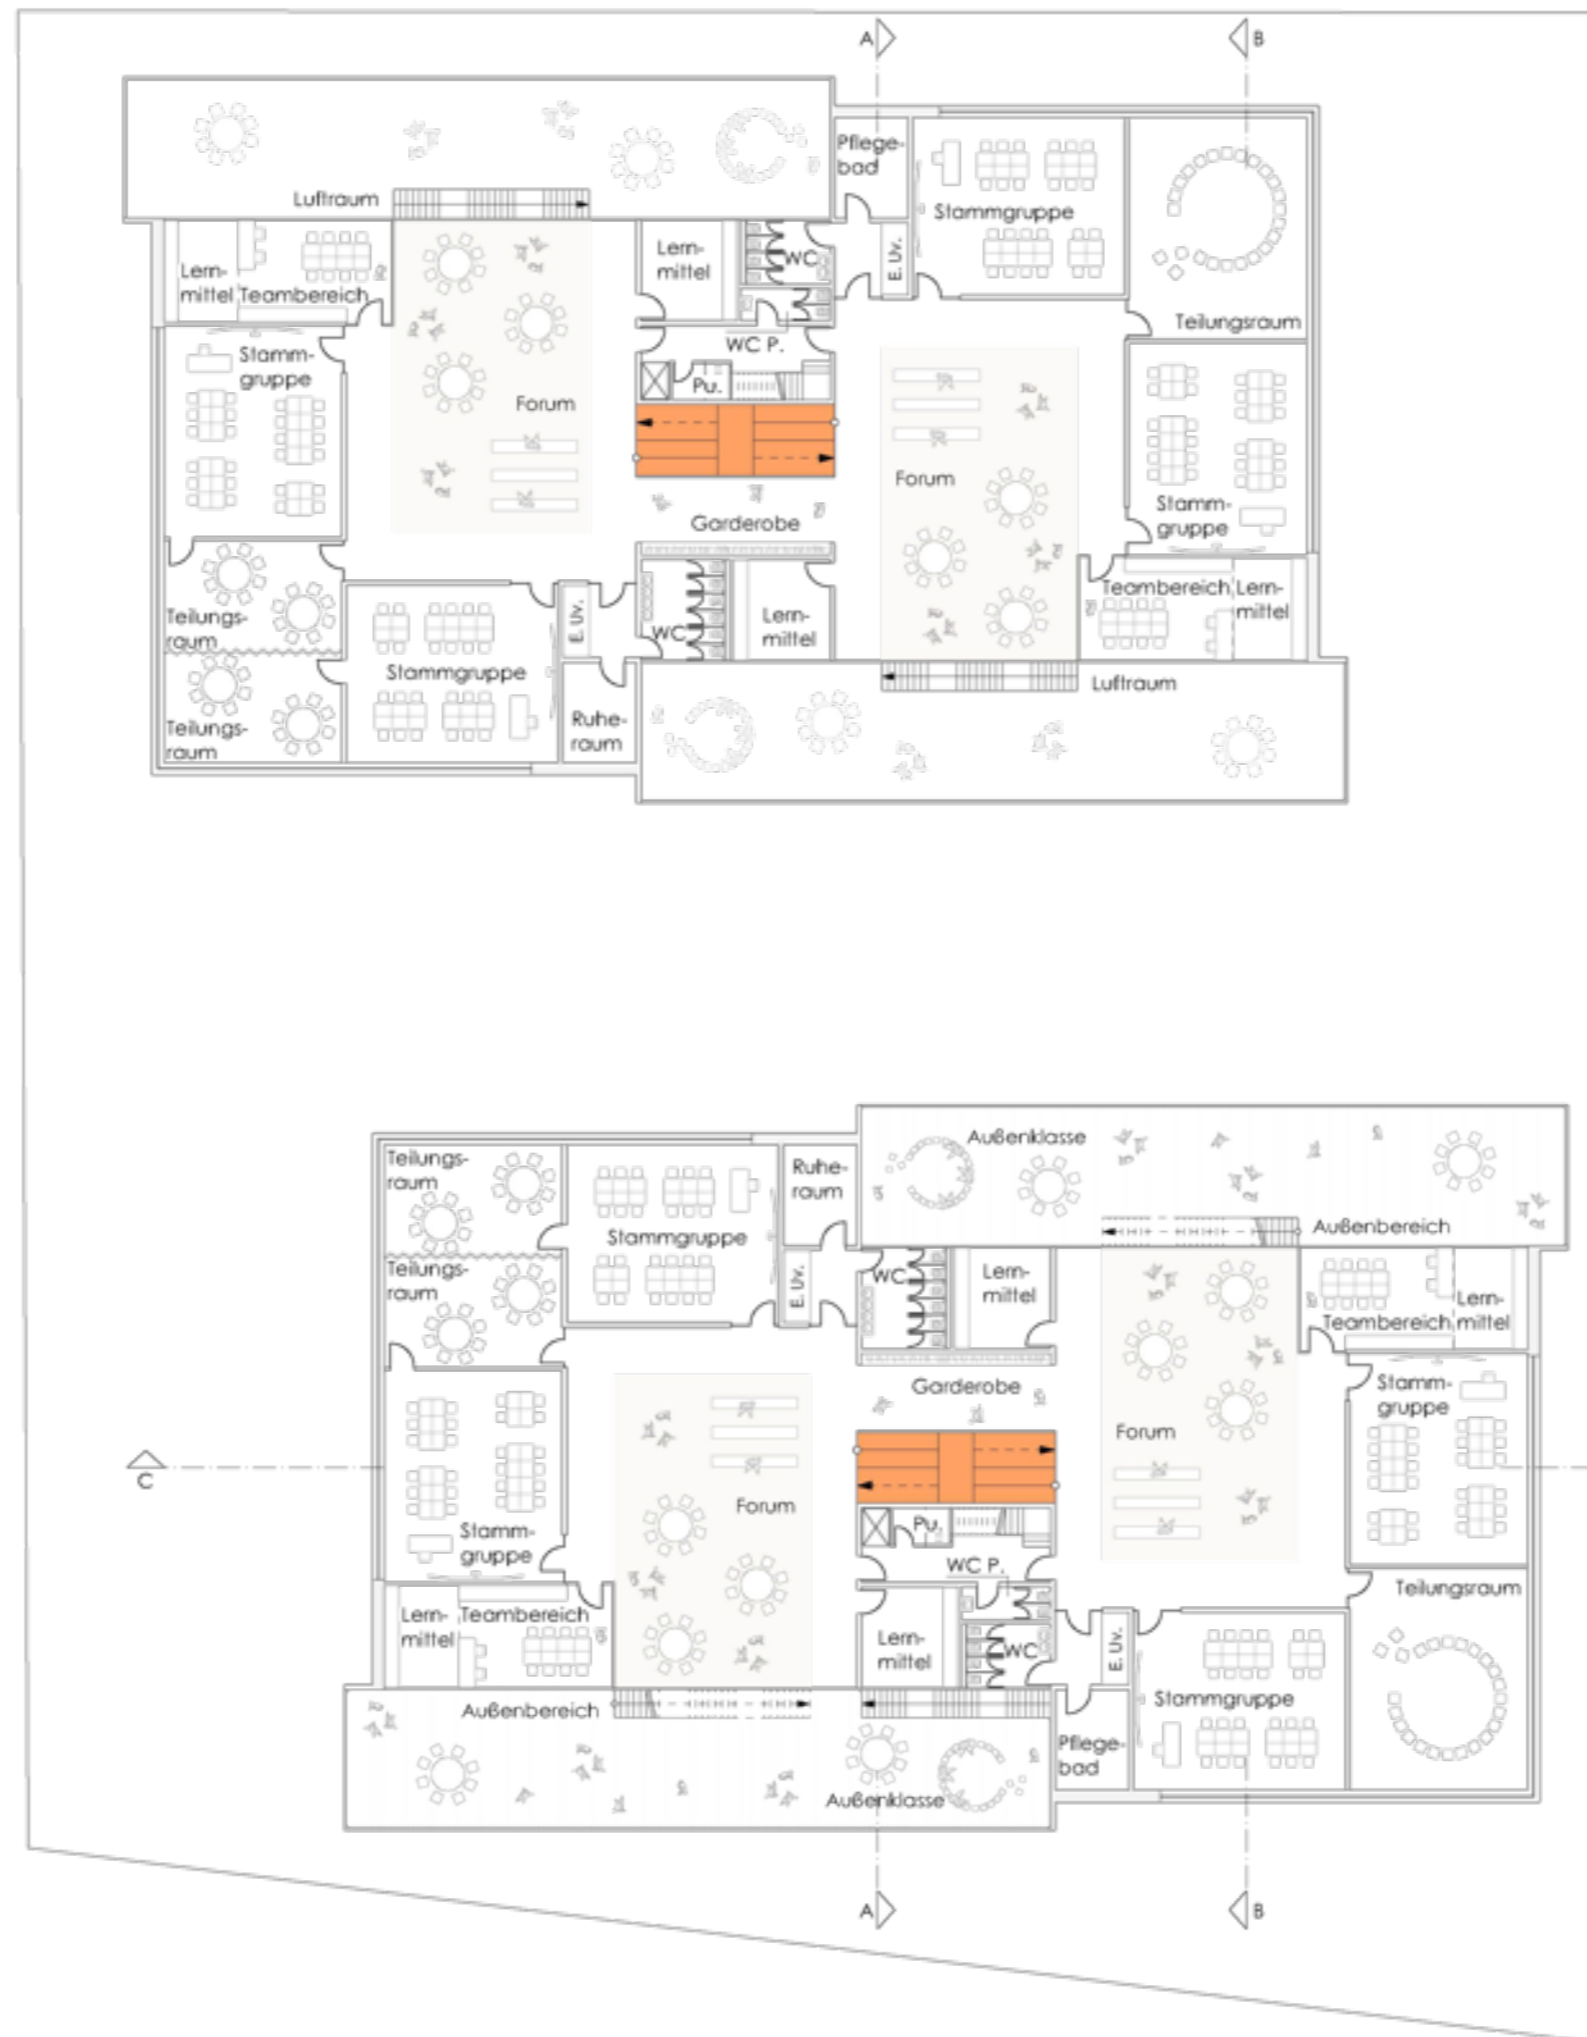 A
B
Pflege-
bad
Luftraum
Stammgruppe
Lern-
mittel
WC
E. Uv.
Lern-
mittel
Teambereich
Teilungsraum
WC P.
Stamm-
gruppe
Pu.
Forum
Forum
Stamm-
gruppe
Garderobe
Teambereich
Lern-
mittel
Teilungs-
raum
E. Uv.
WC
Lern-
mittel
Stammgruppe
Luftraum
Teilungs-
raum
Ruhe-
raum
Außenklasse
Teilungs-
raum
Ruhe-
raum
Außenbereich
Stammgruppe
Teilungs-
raum
E. Uv.
WC
Lern-
mittel
Lern-
mittel
Teambereich
Garderobe
Stamm-
gruppe
Forum
C
Forum
Stamm-
gruppe
Pu.
WC P.
Teilungsraum
Lern-
mittel
Teambereich
Lern-
mittel
WC
E. Uv.
Stammgruppe
Außenbereich
Pflege-
bad
Außenklasse
A
B